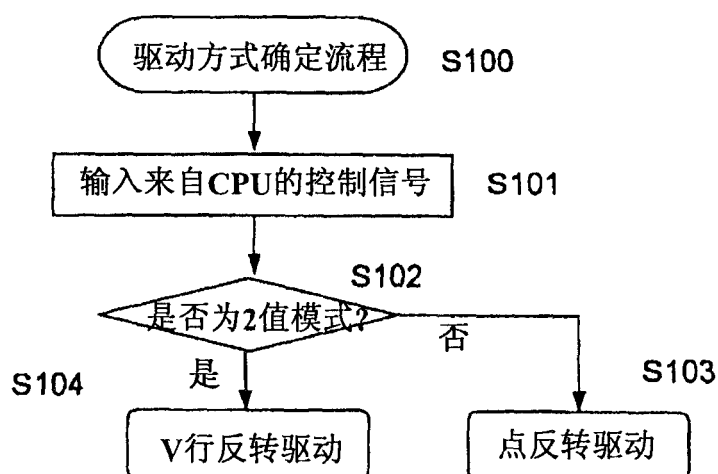 驱动方式确定流程 S100
输入来自CPU的控制信号 S101
S102
是否为2值模式?
否
是
S104
S103
V行反转驱动
点反转驱动